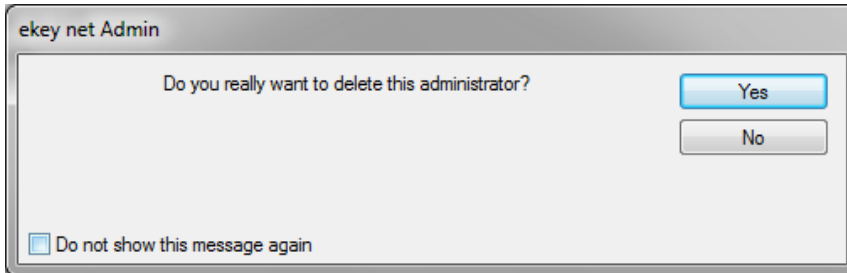 ekey net Admin
Do you really want to delete this administrator?
Yes
No
Do not show this message again